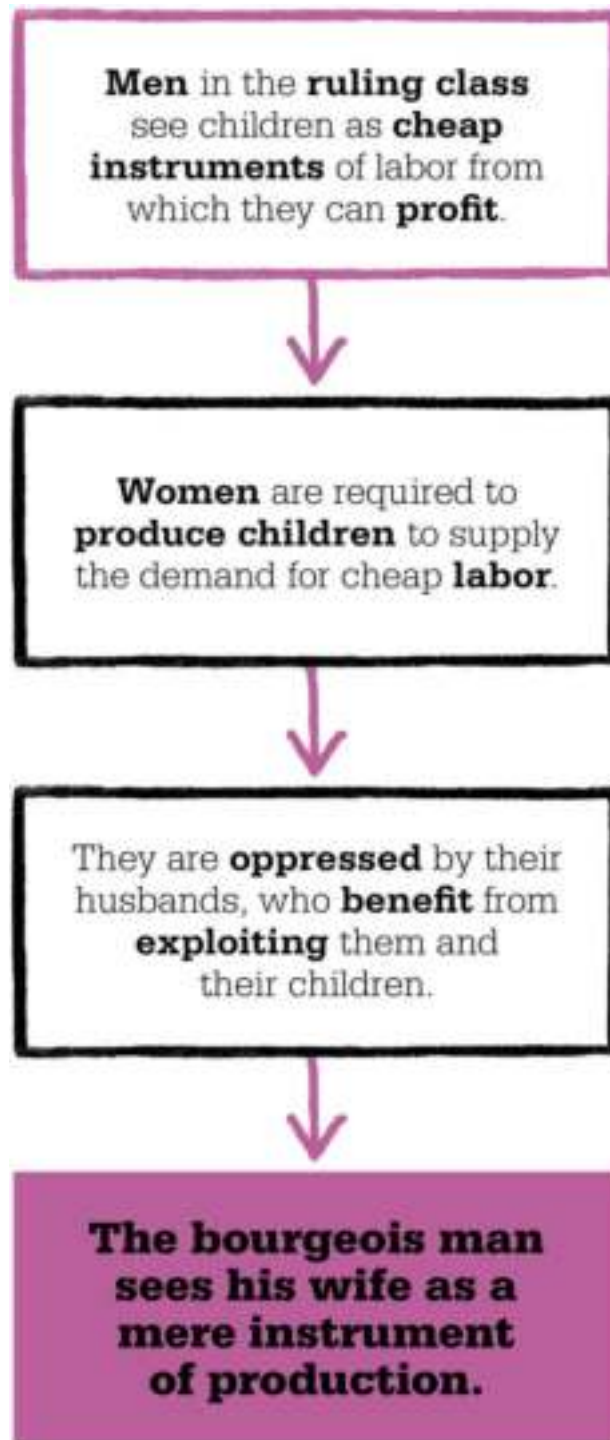 Men in the ruling class
see children as cheap
instruments of labor from
which they can profit.
Women are required to
produce children to supply
the demand for cheap labor.
They are oppressed by their
husbands, who benefit from
exploiting them and
their children.
The bourgeois man
sees his wife as a
mere instrument
of production.